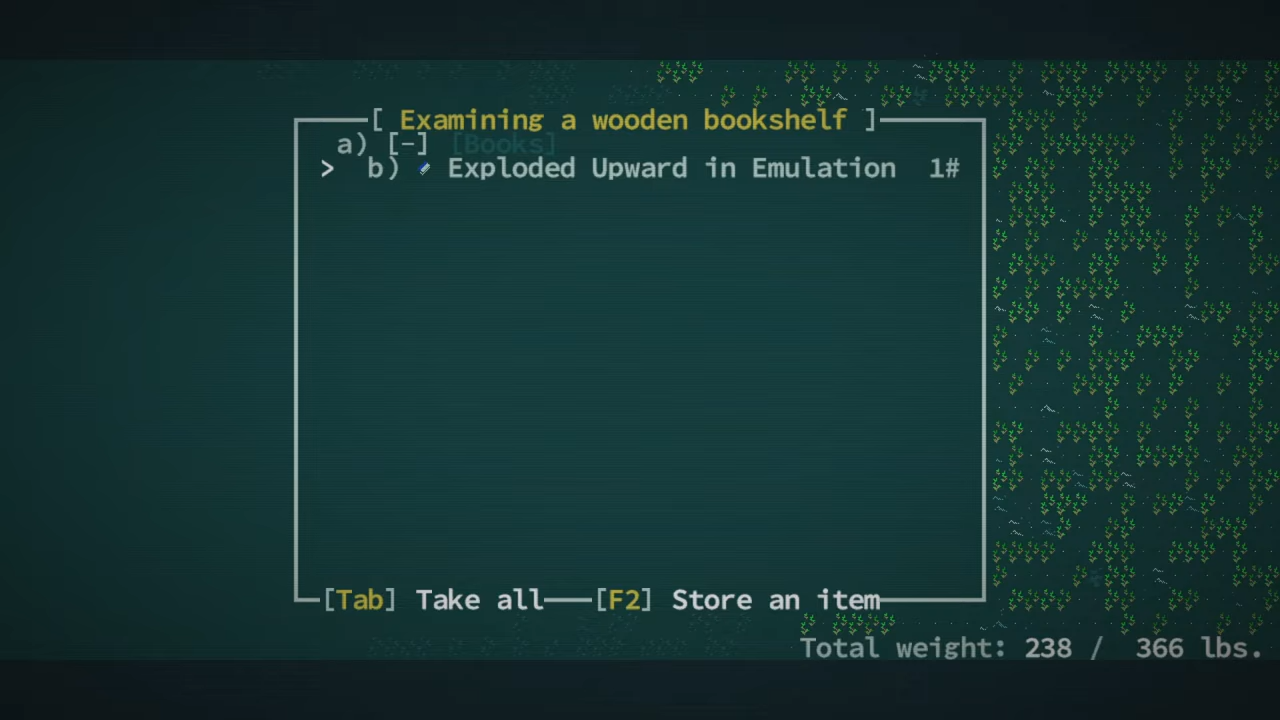 [ Examining a wooden bookshelf ]
a) [-] [Books]
> b) Exploded Upward in Emulation 1#
[Tab] Take all [F2] Store an item
Total weight: 238 / 366 lbs.